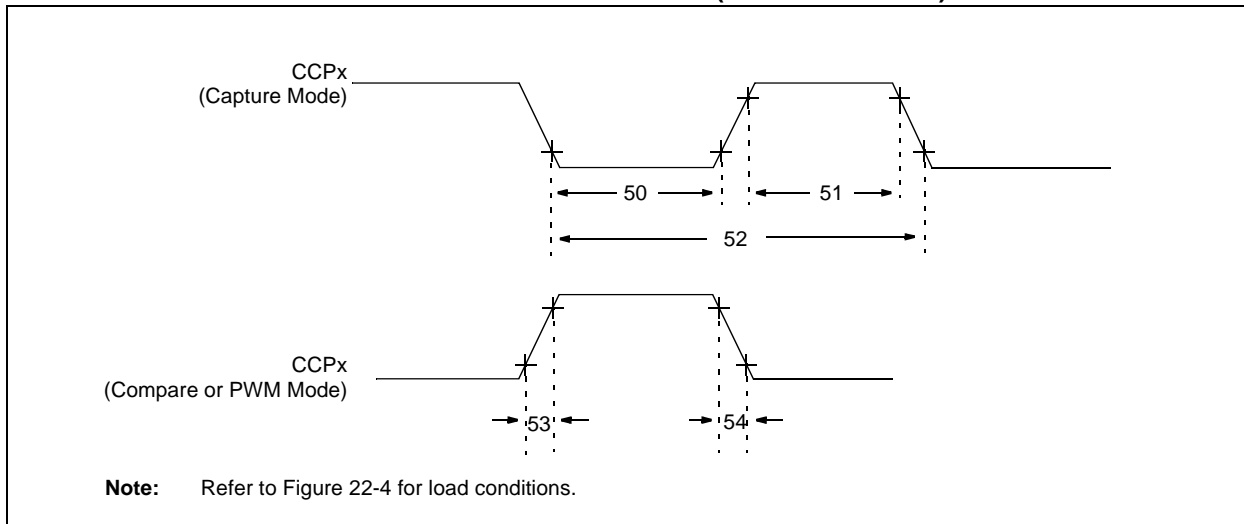 CCPx
(Capture Mode)
50
51
52
CCPx
(Compare or PWM Mode)
53
54
Note: Refer to Figure 22-4 for load conditions.